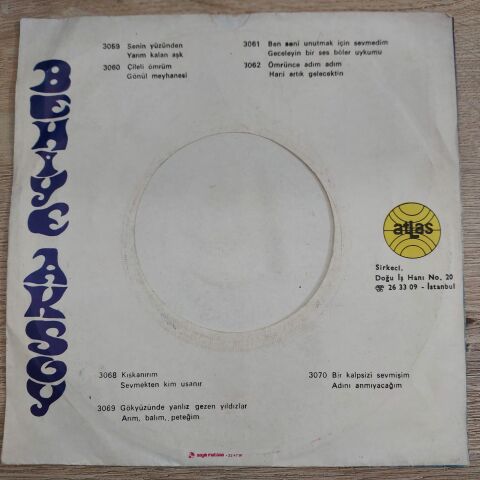 BEHİYE AKSOY
3059 Senin yüzünden
Yarım kalan aşk
3060 Çileli ömrüm
Gönül meyhanesi
3061 Ben seni unutmak için sevmedim
Geceleyin bir ses böler uykumu
3062 Ömrünce adım adım
Hani artık gelecektin
atlas
Sirkeci,
Doğu İş Hanı No. 20
☎ 26 33 09 - İstanbul
3068 Kıskanırım
Sevmekten kim usanır
3069 Gökyüzünde yanlız gezen yıldızlar
Arım, balım, peteğim
3070 Bir kalpsizi sevmişim
Adını anmıyacağım